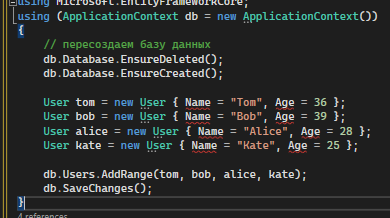 using Microsoft.EntityFrameworkCore;
using (ApplicationContext db = new ApplicationContext())
{
// пересоздаем базу данных
db.Database.EnsureDeleted();
db.Database.EnsureCreated();
User tom = new User { Name = "Tom", Age = 36 };
User bob = new User { Name = "Bob", Age = 39 };
User alice = new User { Name = "Alice", Age = 28 };
User kate = new User { Name = "Kate", Age = 25 };
db.Users.AddRange(tom, bob, alice, kate);
db.SaveChanges();
}
4 references